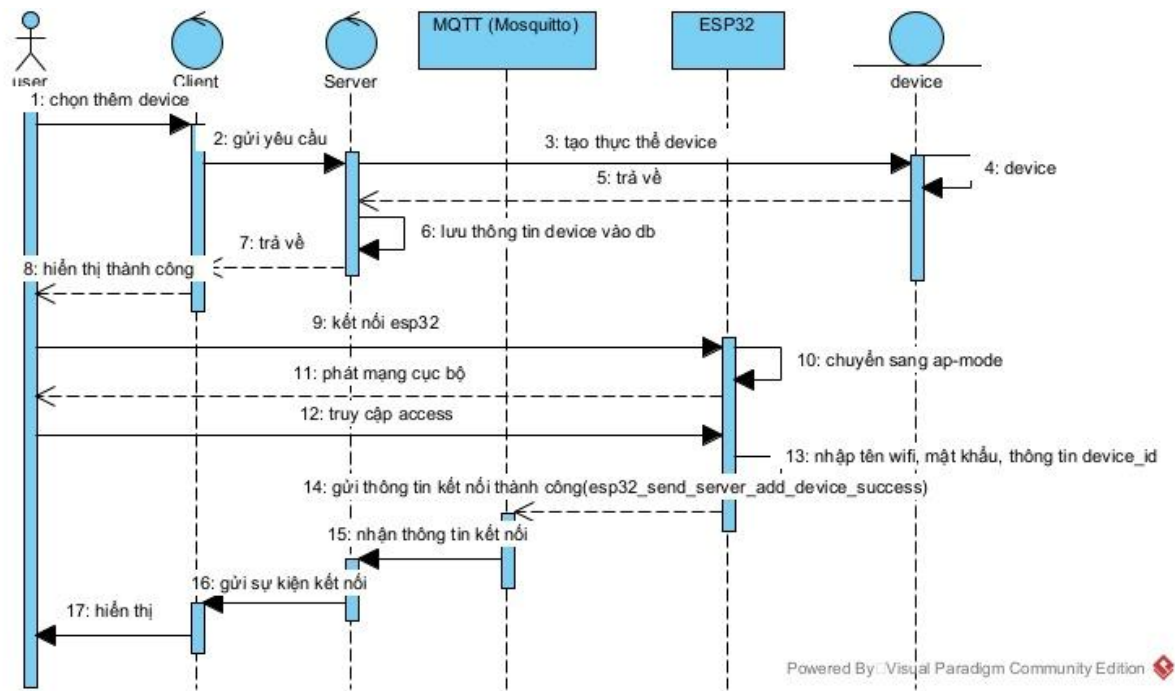 MQTT (Mosquitto)
ESP32
user
Client
Server
device
1: chọn thêm device
2: gửi yêu cầu
3: tạo thực thể device
4: device
5: trả về
6: lưu thông tin device vào db
7: trả về
8: hiển thị thành công
9: kết nối esp32
10: chuyển sang ap-mode
11: phát mạng cục bộ
12: truy cập access
13: nhập tên wifi, mật khẩu, thông tin device_id
14: gửi thông tin kết nối thành công(esp32_send_server_add_device_success)
15: nhận thông tin kết nối
16: gửi sự kiện kết nối
17: hiển thị
Powered By Visual Paradigm Community Edition